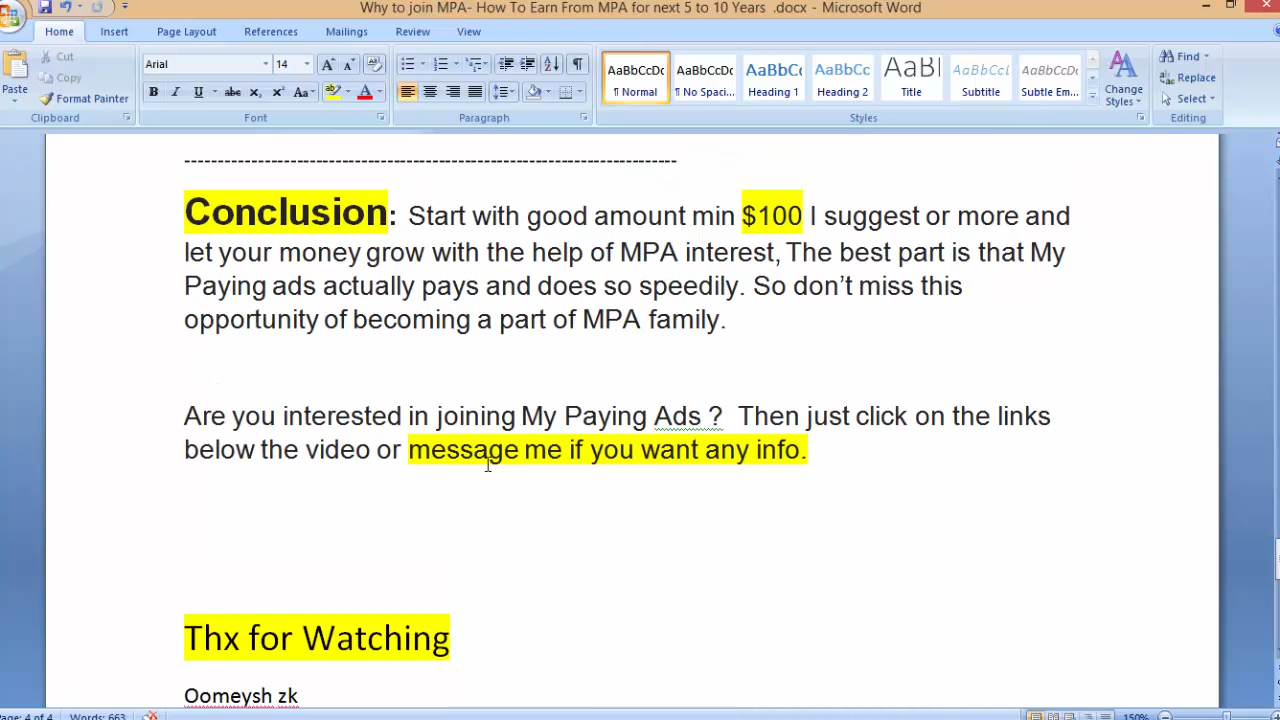 Why to join MPA- How To Earn From MPA for next 5 to 10 Years .docx - Microsoft Word
Home Insert Page Layout References Mailings Review View
Paste Cut Copy Format Painter Clipboard
Arial 14 Font
Paragraph
AaBbCcDc ¶ Normal AaBbCcDc ¶ No Spaci... AaBbCc Heading 1 AaBbCc Heading 2 AaBl Title AaBbCcL Subtitle AaBbCcDc Subtle Em... Change Styles Styles
Find Replace Select Editing
--------------------------------------------------------------------------
Conclusion: Start with good amount min $100 I suggest or more and
let your money grow with the help of MPA interest, The best part is that My
Paying ads actually pays and does so speedily. So don’t miss this
opportunity of becoming a part of MPA family.
Are you interested in joining My Paying Ads ? Then just click on the links
below the video or message me if you want any info.
Thx for Watching
Oomeysh zk
Page: 4 of 4 Words: 663 150%